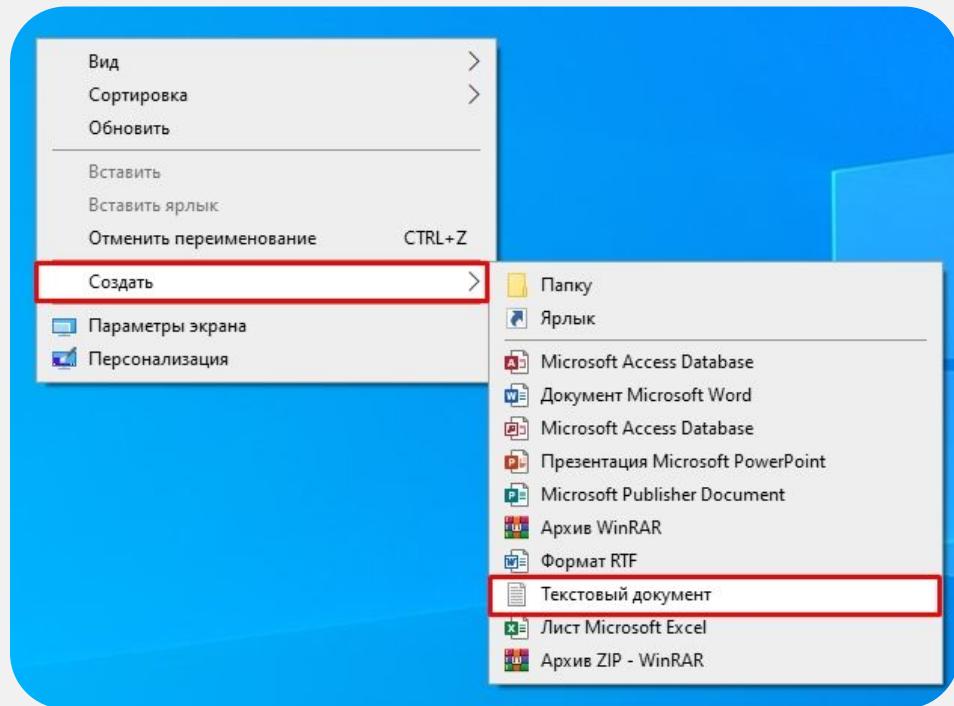 Вид
Сортировка
Обновить
Вставить
Вставить ярлык
Отменить переименование CTRL+Z
Создать
Параметры экрана
Персонализация
Папку
Ярлык
Microsoft Access Database
Документ Microsoft Word
Microsoft Access Database
Презентация Microsoft PowerPoint
Microsoft Publisher Document
Архив WinRAR
Формат RTF
Текстовый документ
Лист Microsoft Excel
Архив ZIP - WinRAR